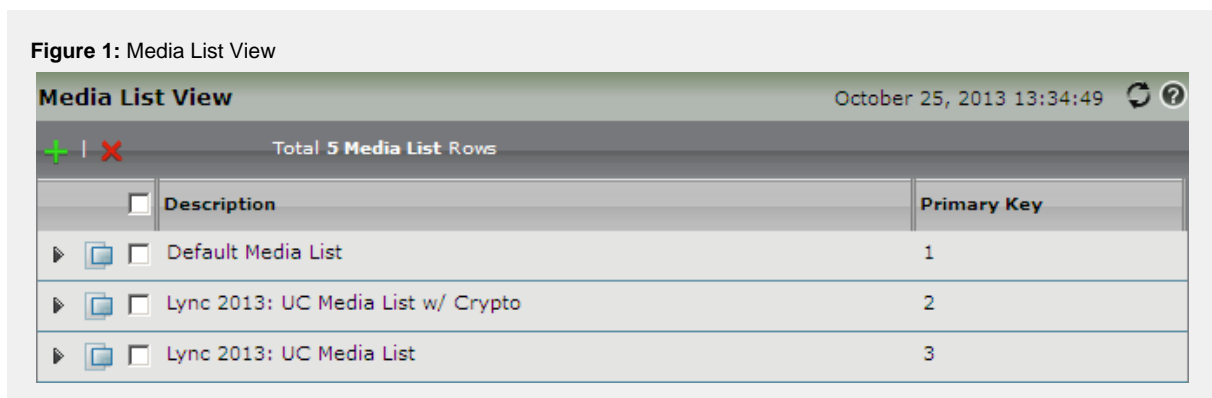 Figure 1: Media List View
Media List View October 25, 2013 13:34:49
Total 5 Media List Rows
Description Primary Key
Default Media List 1
Lync 2013: UC Media List w/ Crypto 2
Lync 2013: UC Media List 3